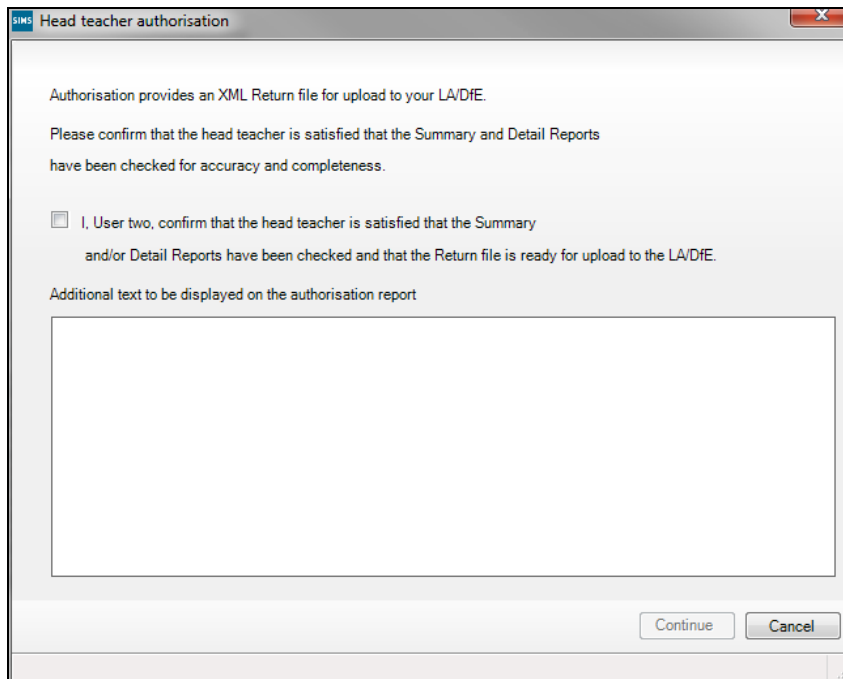 SIMS Head teacher authorisation
Authorisation provides an XML Return file for upload to your LA/DfE.
Please confirm that the head teacher is satisfied that the Summary and Detail Reports
have been checked for accuracy and completeness.
I, User two, confirm that the head teacher is satisfied that the Summary
and/or Detail Reports have been checked and that the Return file is ready for upload to the LA/DfE.
Additional text to be displayed on the authorisation report
Continue Cancel